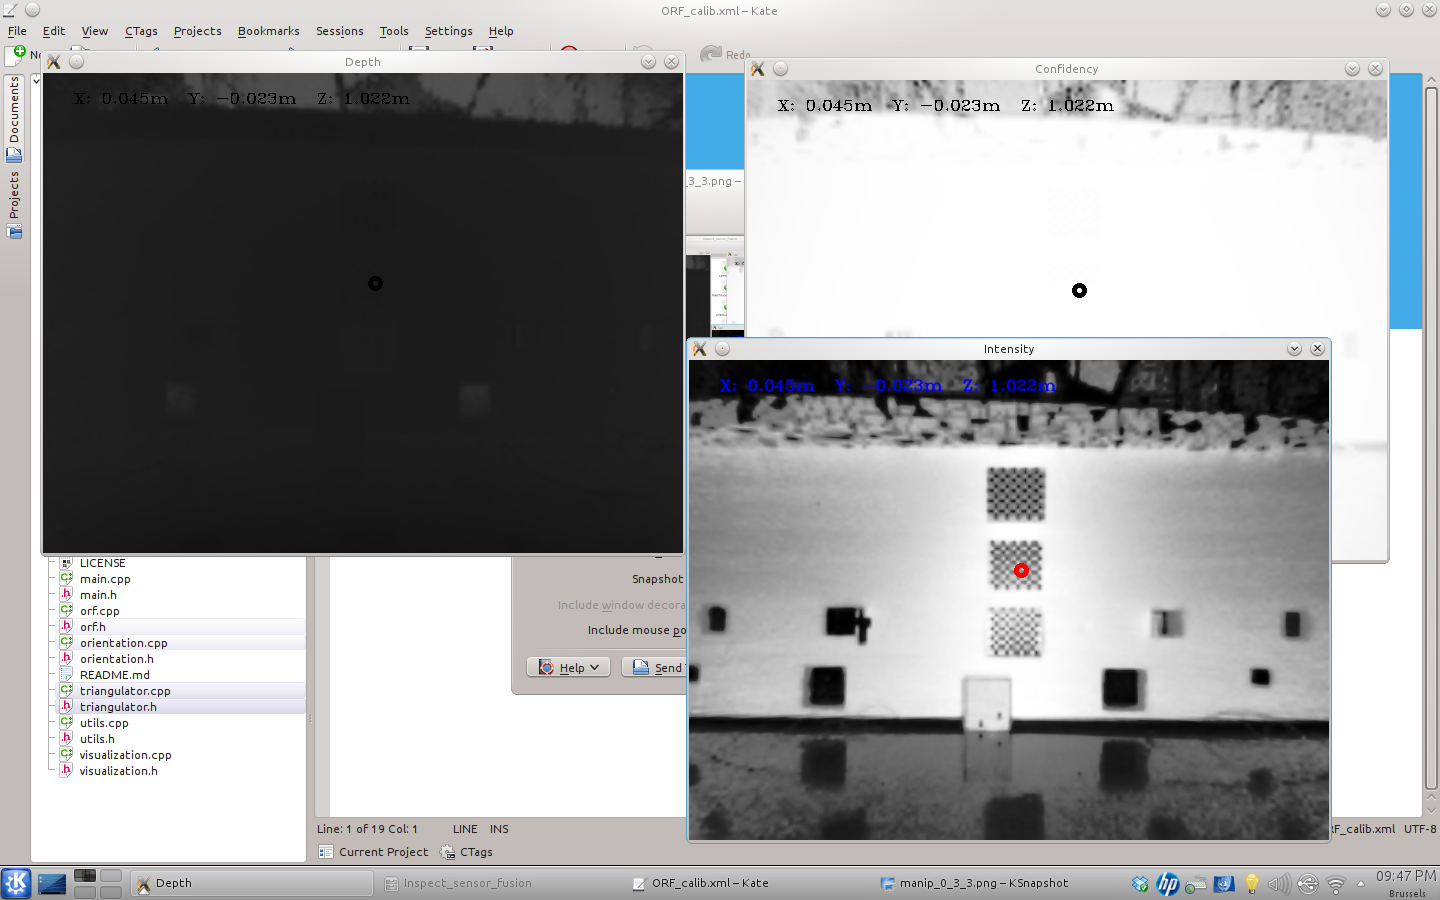 ORF_calib.xml – Kate
File Edit View CTags Projects Bookmarks Sessions Tools Settings Help
Redo
Documents
Projects
Depth
X: 0.045m Y: −0.023m Z: 1.022m
Confidency
X: 0.045m Y: −0.023m Z: 1.022m
_3_3.png –
Intensity
X: 0.045m Y: −0.023m Z: 1.022m
LICENSE
main.cpp
main.h
orf.cpp
orf.h
orientation.cpp
orientation.h
README.md
triangulator.cpp
triangulator.h
utils.cpp
utils.h
visualization.cpp
visualization.h
Snapshot
Include window decora
Include mouse po
Help
Send
Line: 1 of 19 Col: 1 LINE INS
RF_calib.xml UTF-8
Current Project CTags
Depth
Inspect_sensor_fusion
ORF_calib.xml – Kate
manip_0_3_3.png – KSnapshot
09:47 PM
Brussels